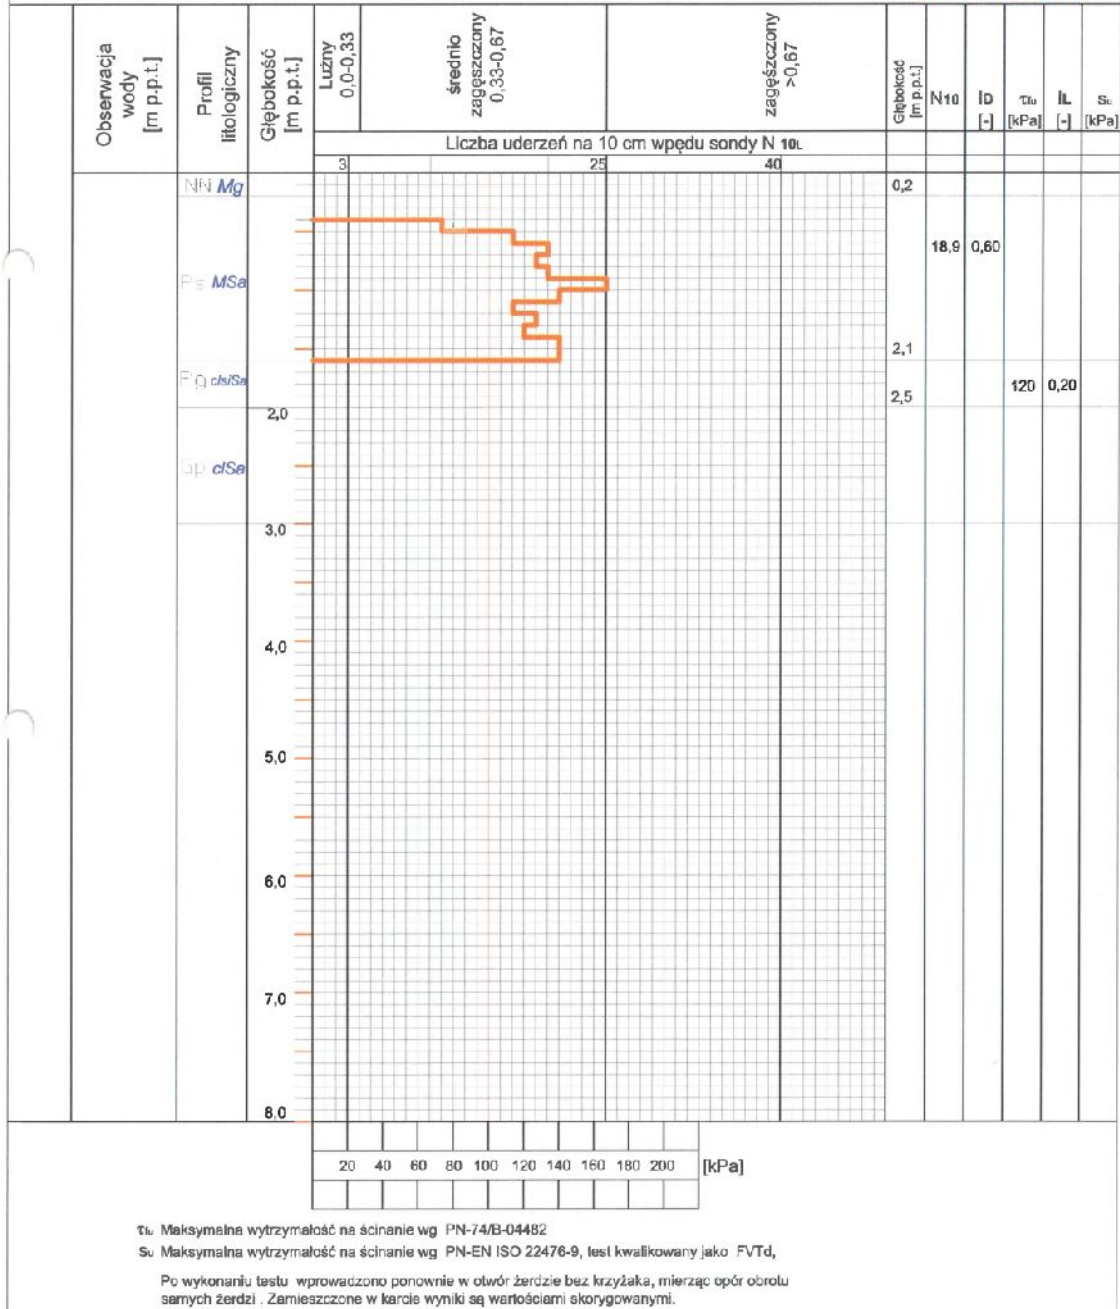 Obserwacja
wody
[m p.p.t.]
Profil
litologiczny
Głębokość
[m p.p.t.]
Luźny
0,0-0,33
średnio
zagęszczony
0,33-0,67
zagęszczony
>0,67
Głębokość
[m p.p.t.]
N10
ID
[-]
τfu
[kPa]
IL
[-]
Su
[kPa]
Liczba uderzeń na 10 cm wpędu sondy N 10L
3 25 40
NN Mg 0,2
18,9 0,60
Ps MSa
2,1
Pg clsiSa 120 0,20
2,5
2,0
Gp clSa
3,0
4,0
5,0
6,0
7,0
8,0
20 40 60 80 100 120 140 160 180 200 [kPa]
τfu Maksymalna wytrzymałość na ścinanie wg PN-74/B-04482
Su Maksymalna wytrzymałość na ścinanie wg PN-EN ISO 22476-9, test kwalikowany jako FVTd,
Po wykonaniu testu wprowadzono ponownie w otwór żerdzie bez krzyżaka, mierząc opór obrotu
samych żerdzi . Zamieszczone w karcie wyniki są wartościami skorygowanymi.